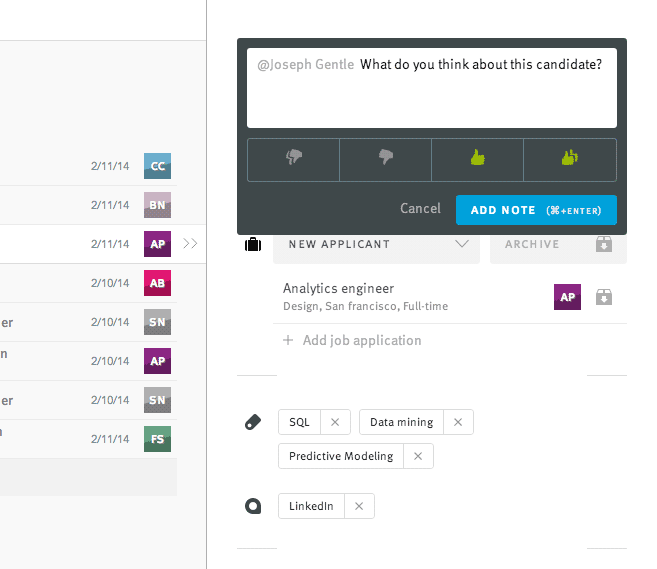 2/11/14 CC
2/11/14 BN
2/11/14 AP
2/10/14 AB
er 2/10/14 SN
n 2/10/14 AP
er 2/10/14 SN
2/11/14 FS
@Joseph Gentle What do you think about this candidate?
Cancel ADD NOTE (⌘+ENTER)
NEW APPLICANT ARCHIVE
Analytics engineer
Design, San francisco, Full-time
AP
+ Add job application
SQL × Data mining ×
Predictive Modeling ×
LinkedIn ×